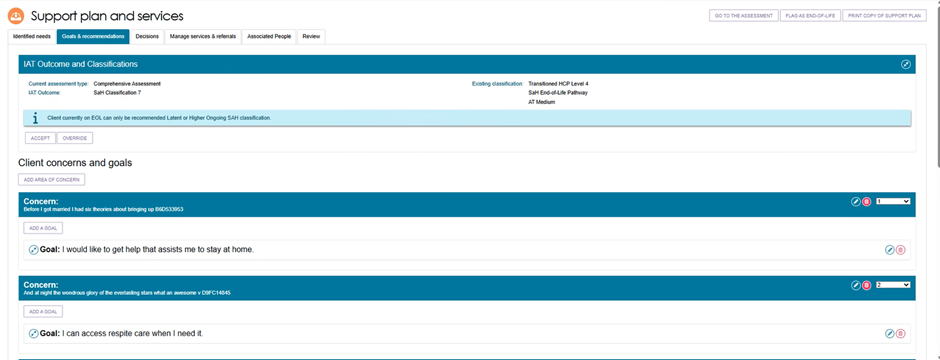 Support plan and services
GO TO THE ASSESSMENT
FLAG AS END-OF-LIFE
PRINT COPY OF SUPPORT PLAN
Identified needs
Goals & recommendations
Decisions
Manage services & referrals
Associated People
Review
IAT Outcome and Classifications
Current assessment type: Comprehensive Assessment
IAT Outcome: SaH Classification 7
Existing classification: Transitioned HCP Level 4
SaH End-of-Life Pathway
AT Medium
Client currently on EOL can only be recommended Latent or Higher Ongoing SAH classification.
ACCEPT
OVERRIDE
Client concerns and goals
ADD AREA OF CONCERN
Concern:
Before I got married I had six theories about bringing up B6D533953
1
ADD A GOAL
Goal: I would like to get help that assists me to stay at home.
Concern:
And at night the wondrous glory of the everlasting stars what an awesome v D9FC14845
2
ADD A GOAL
Goal: I can access respite care when I need it.